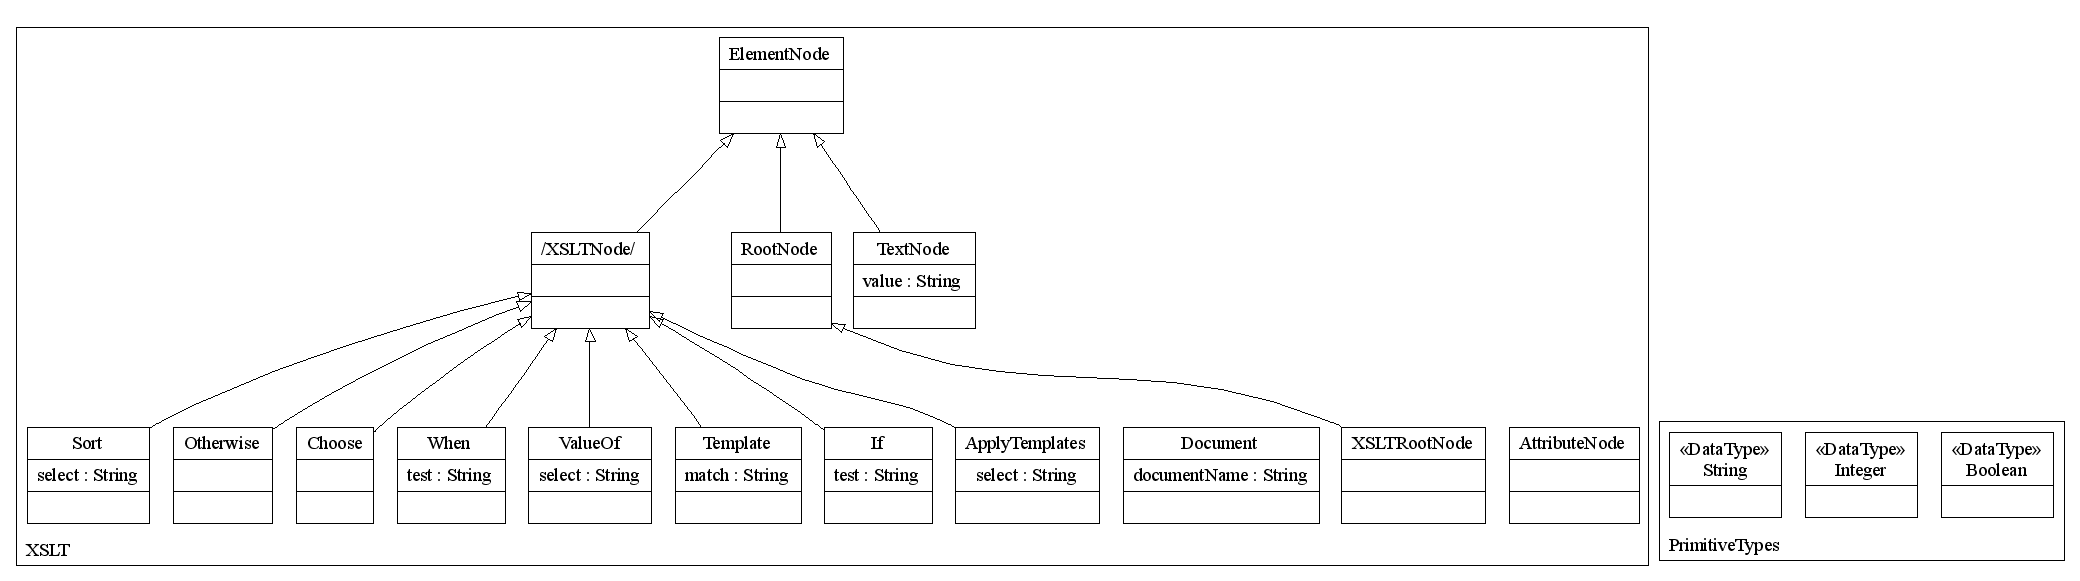 ElementNode
/XSLTNode/
RootNode
TextNode
value : String
Sort
select : String
Otherwise
Choose
When
test : String
ValueOf
select : String
Template
match : String
If
test : String
ApplyTemplates
select : String
Document
documentName : String
XSLTRootNode
AttributeNode
XSLT
«DataType»
String
«DataType»
Integer
«DataType»
Boolean
PrimitiveTypes